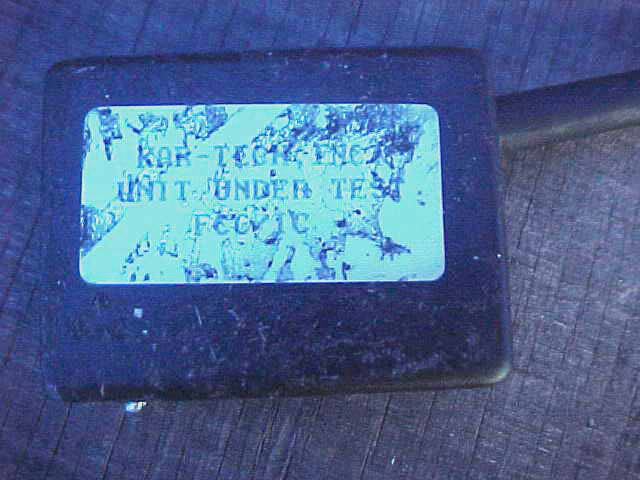 KAR-TECH INC.
UNIT UNDER TEST
FCC IC